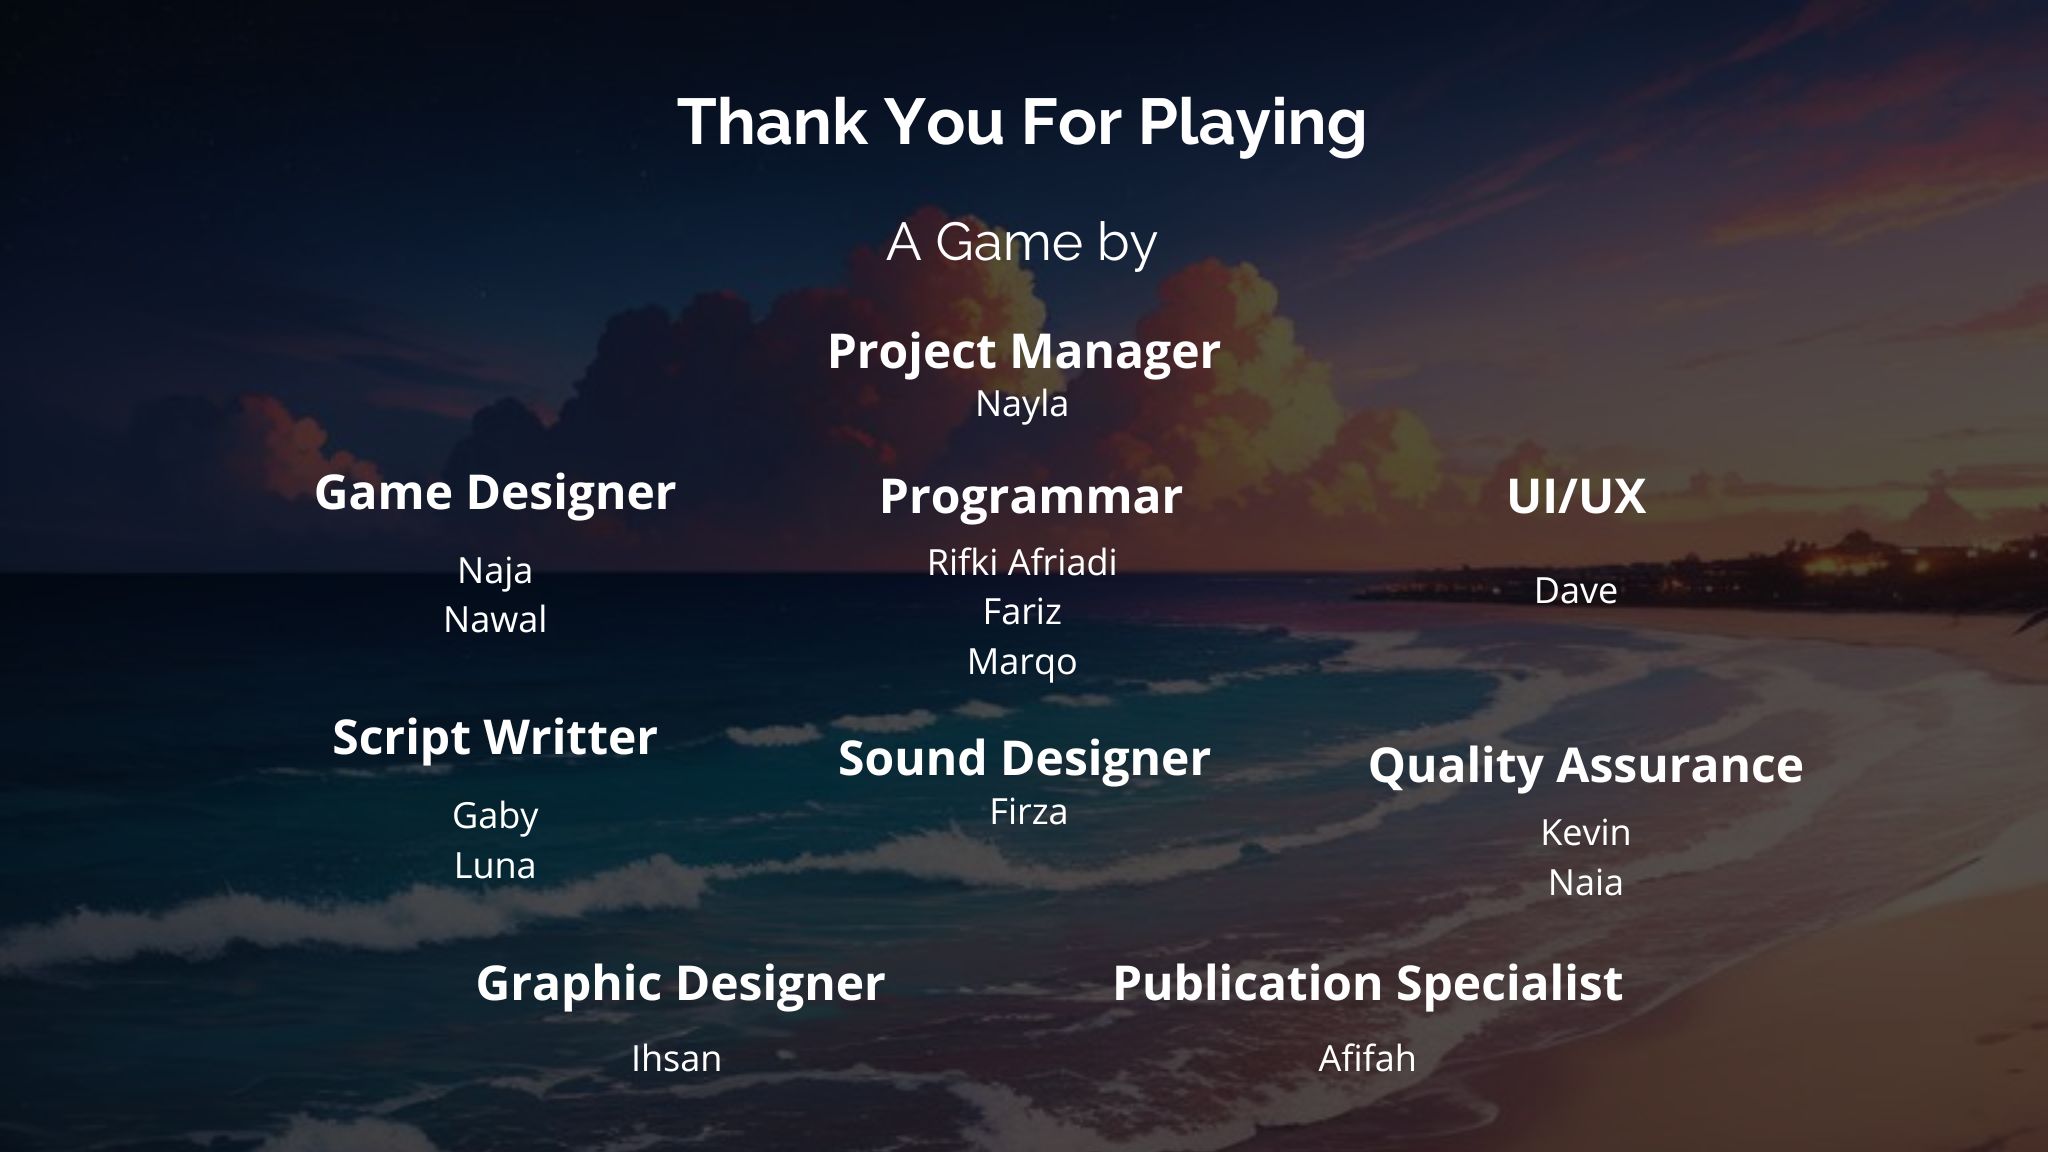 Thank You For Playing
A Game by
Project Manager
Nayla
Game Designer
Naja
Nawal
Programmar
Rifki Afriadi
Fariz
Marqo
UI/UX
Dave
Script Writter
Gaby
Luna
Sound Designer
Firza
Quality Assurance
Kevin
Naia
Graphic Designer
Ihsan
Publication Specialist
Afifah